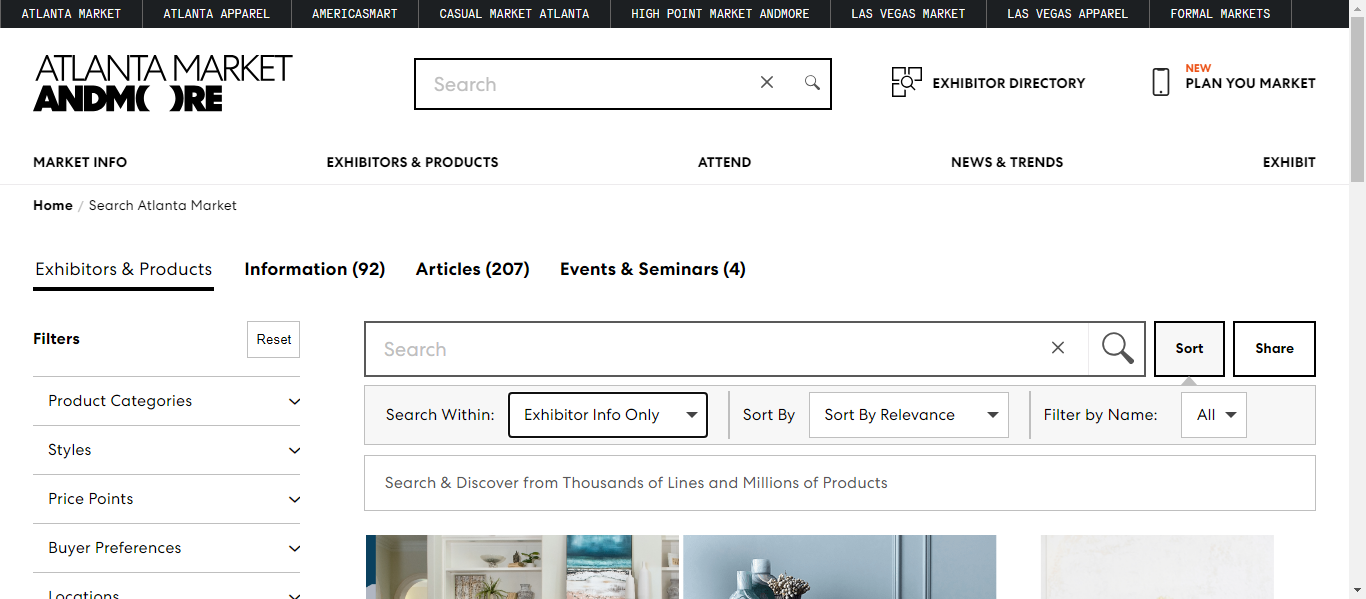 ATLANTA MARKET
ATLANTA APPAREL
AMERICASMART
CASUAL MARKET ATLANTA
HIGH POINT MARKET ANDMORE
LAS VEGAS MARKET
LAS VEGAS APPAREL
FORMAL MARKETS
ATLANTA MARKET
ANDM( )RE
Search
EXHIBITOR DIRECTORY
NEW
PLAN YOU MARKET
MARKET INFO
EXHIBITORS & PRODUCTS
ATTEND
NEWS & TRENDS
EXHIBIT
Home / Search Atlanta Market
Exhibitors & Products
Information (92)
Articles (207)
Events & Seminars (4)
Filters
Reset
Product Categories
Styles
Price Points
Buyer Preferences
Locations
Search
Sort
Share
Search Within:
Exhibitor Info Only
Sort By
Sort By Relevance
Filter by Name:
All
Search & Discover from Thousands of Lines and Millions of Products